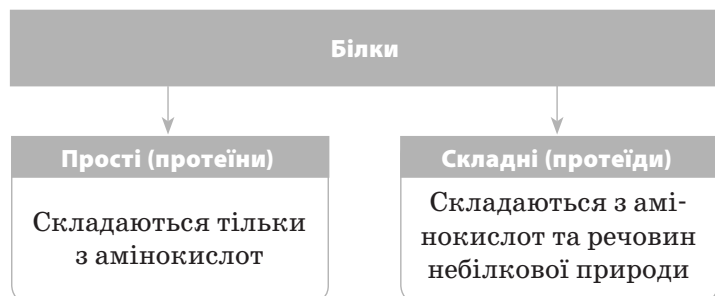 Білки
Прості (протеїни)
Складаються тільки
з амінокислот
Складні (протеїди)
Складаються з амі-
нокислот та речовин
небілкової природи